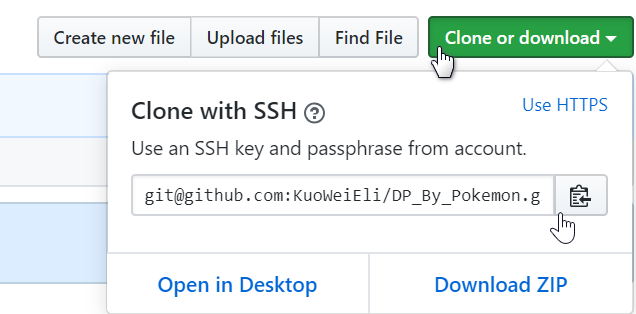 Create new file Upload files Find File Clone or download
Clone with SSH ? Use HTTPS
Use an SSH key and passphrase from account.
git@github.com:KuoWeiEli/DP_By_Pokemon.g
Open in Desktop Download ZIP